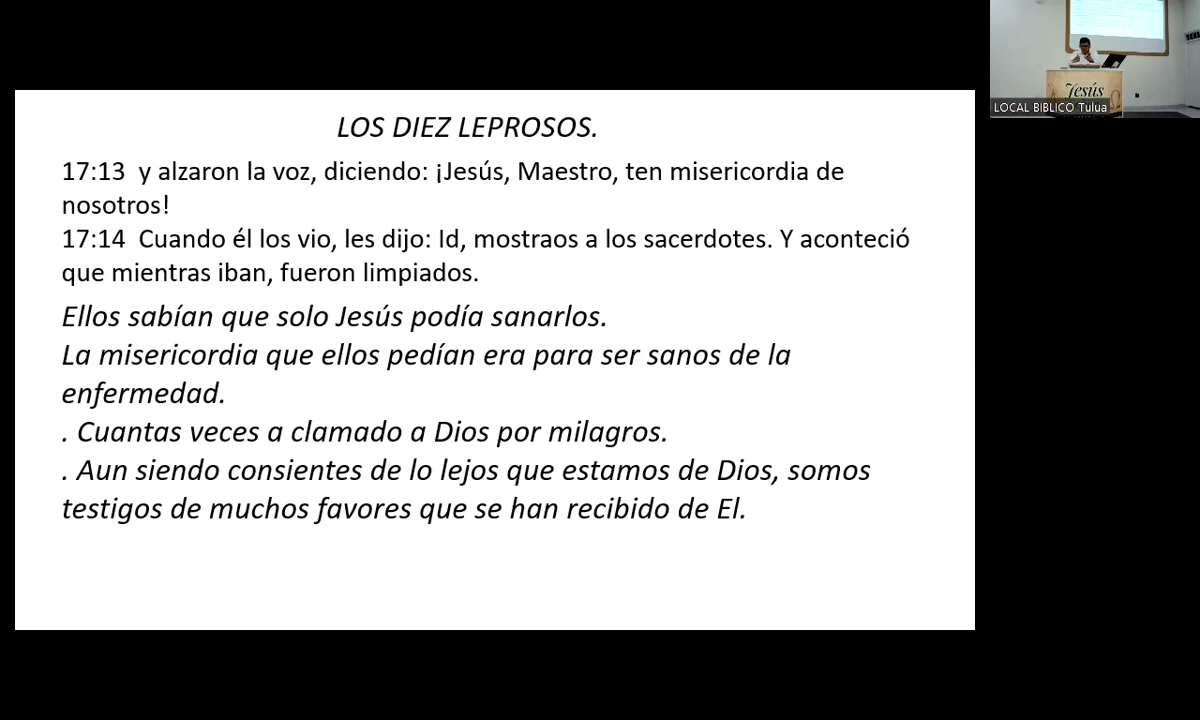 LOS DIEZ LEPROSOS.
17:13 y alzaron la voz, diciendo: ¡Jesús, Maestro, ten misericordia de
nosotros!
17:14 Cuando él los vio, les dijo: Id, mostraos a los sacerdotes. Y aconteció
que mientras iban, fueron limpiados.
Ellos sabían que solo Jesús podía sanarlos.
La misericordia que ellos pedían era para ser sanos de la
enfermedad.
. Cuantas veces a clamado a Dios por milagros.
. Aun siendo consientes de lo lejos que estamos de Dios, somos
testigos de muchos favores que se han recibido de El.
Jesús
LOCAL BIBLICO Tulua